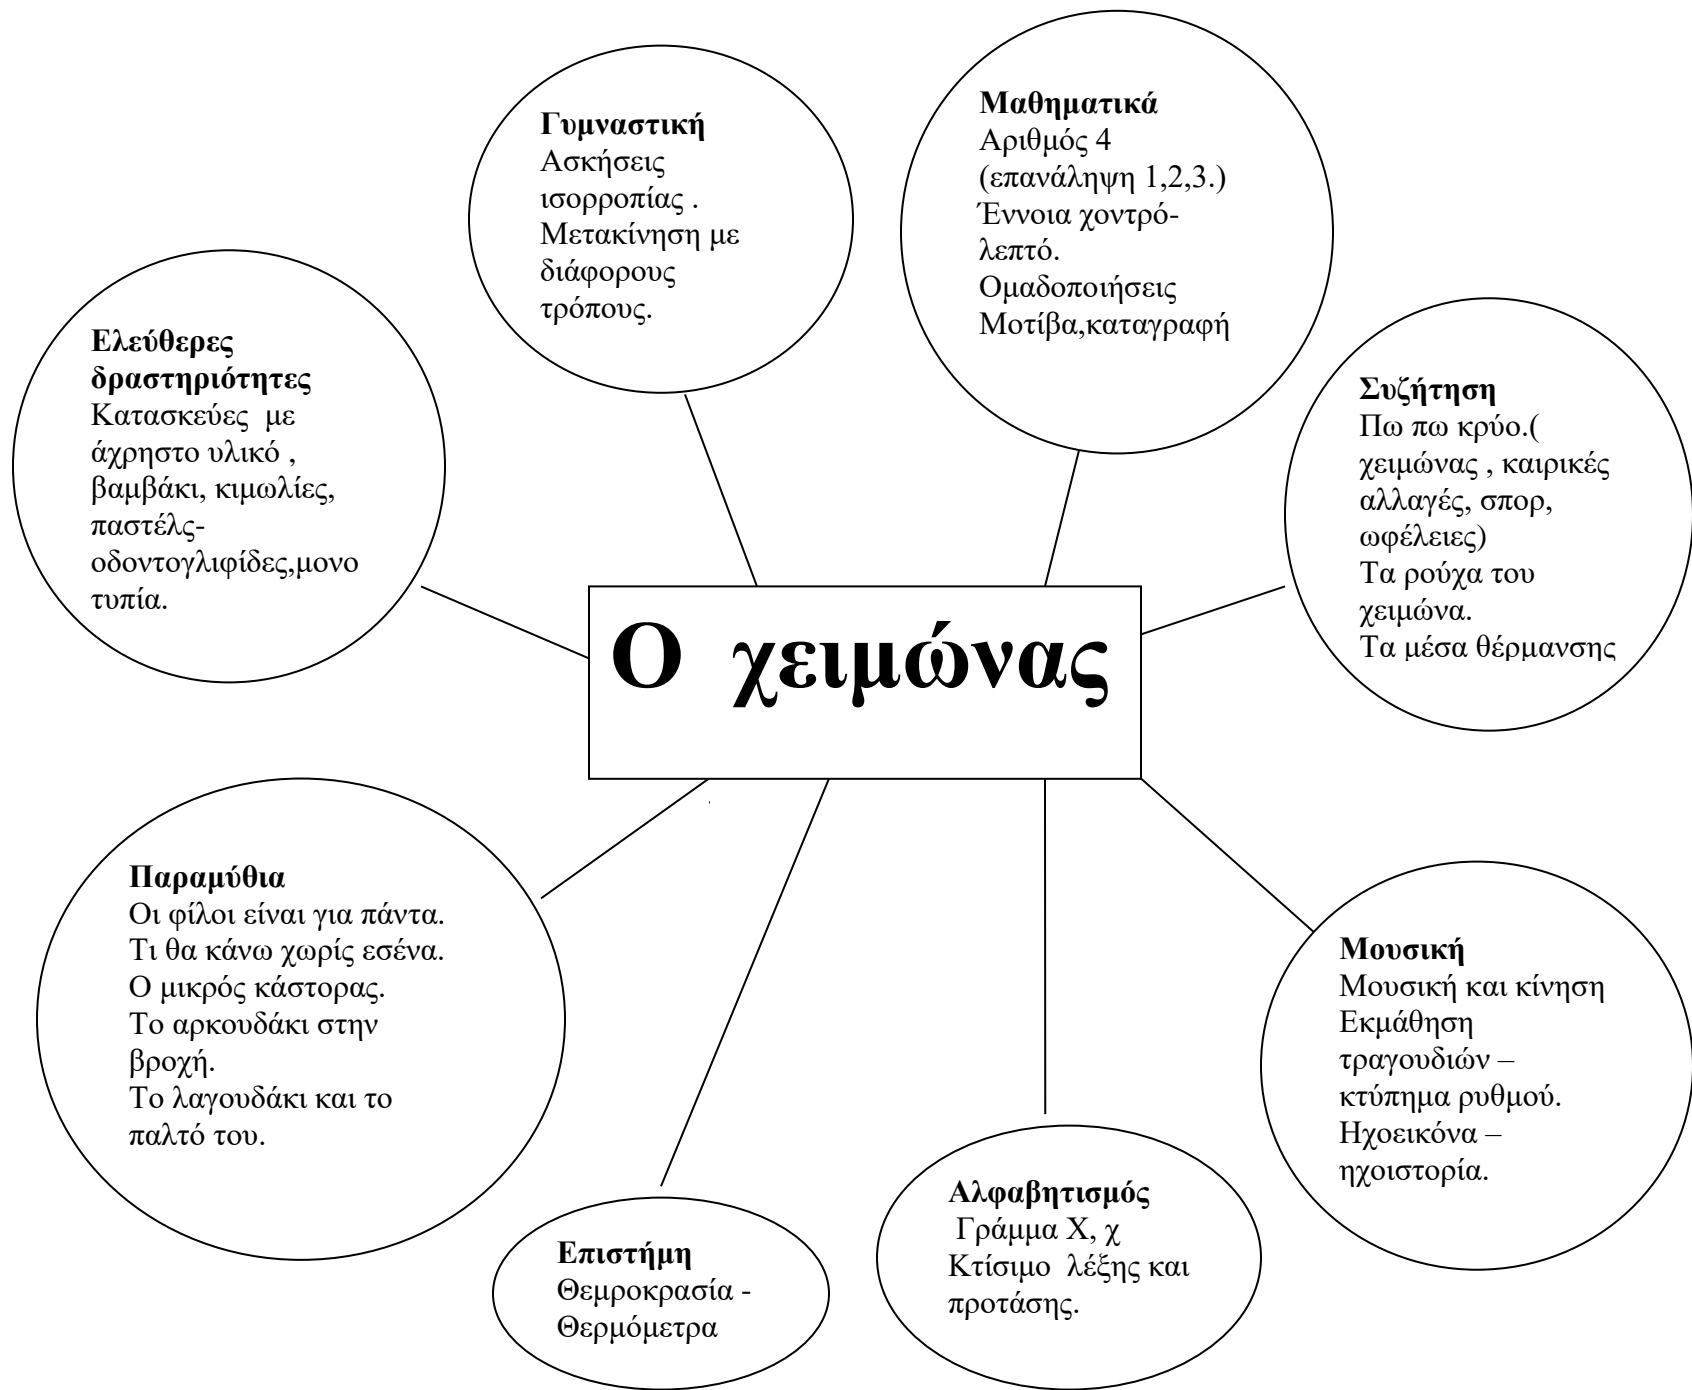 Γυμναστική
Ασκήσεις
ισορροπίας .
Μετακίνηση με
διάφορους
τρόπους.
Μαθηματικά
Αριθμός 4
(επανάληψη 1,2,3.)
Έννοια χοντρό-
λεπτό.
Ομαδοποιήσεις
Μοτίβα,καταγραφή
Ελεύθερες
δραστηριότητες
Κατασκεύες  με
άχρηστο υλικό ,
βαμβάκι, κιμωλίες,
παστέλς-
οδοντογλιφίδες,μονο
τυπία.
Συζήτηση
Πω πω κρύο.(
χειμώνας , καιρικές
αλλαγές, σπορ,
ωφέλειες)
Τα ρούχα του
χειμώνα.
Τα μέσα θέρμανσης
Ο  χειμώνας
Παραμύθια
Οι φίλοι είναι για πάντα.
Τι θα κάνω χωρίς εσένα.
Ο μικρός κάστορας.
Το αρκουδάκι στην
βροχή.
Το λαγουδάκι και το
παλτό του.
Επιστήμη
Θεμροκρασία -
Θερμόμετρα
Αλφαβητισμός
Γράμμα Χ, χ
Κτίσιμο  λέξης και
προτάσης.
Μουσική
Μουσική και κίνηση
Εκμάθηση
τραγουδιών –
κτύπημα ρυθμού.
Ηχοεικόνα –
ηχοιστορία.